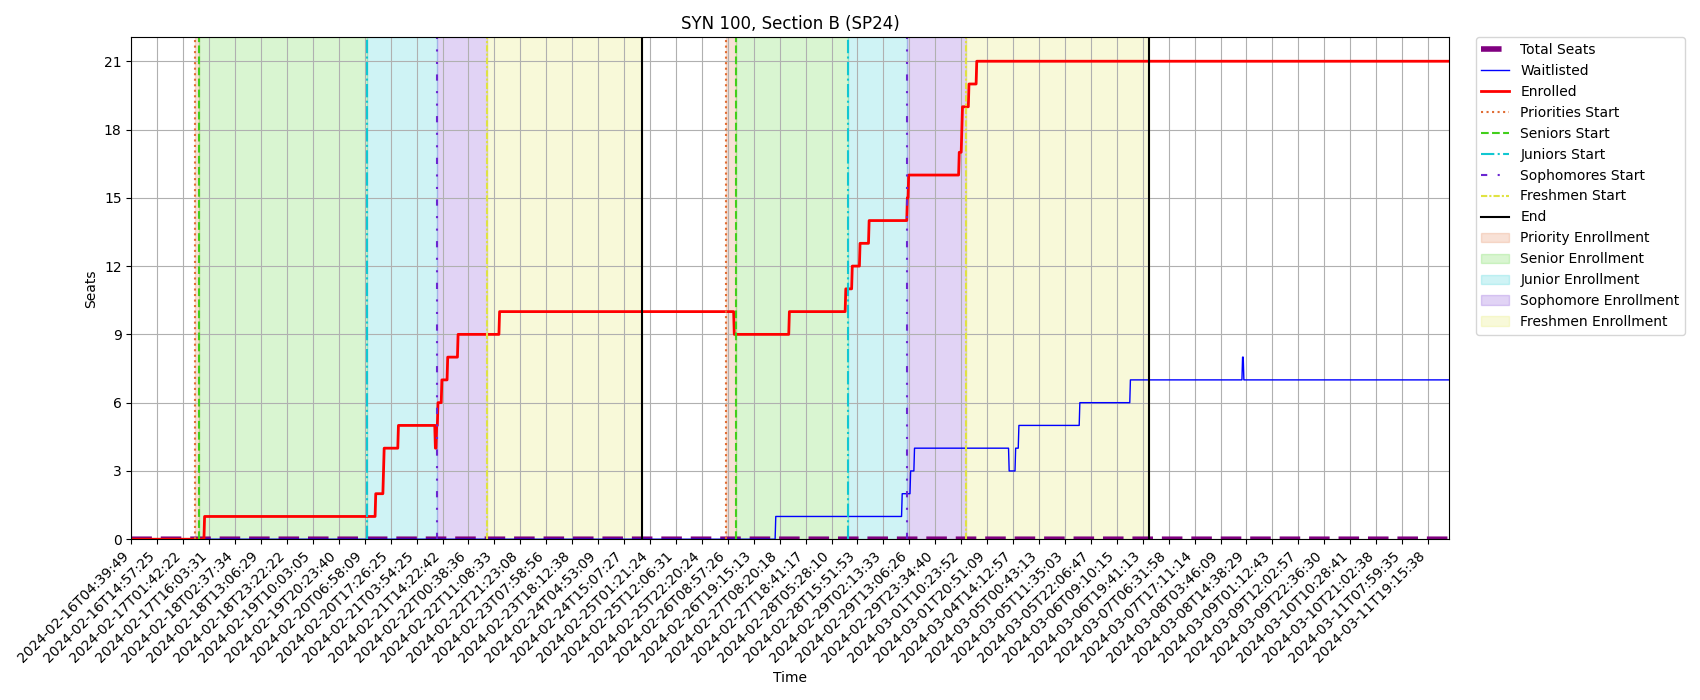 SYN 100, Section B (SP24)
Seats
21
18
15
12
9
6
3
0
2024-02-16T04:39:49
2024-02-16T14:57:25
2024-02-17T01:42:22
2024-02-17T16:03:31
2024-02-18T02:37:34
2024-02-18T13:06:29
2024-02-18T23:22:22
2024-02-19T10:03:05
2024-02-19T20:23:40
2024-02-20T06:58:09
2024-02-20T17:26:25
2024-02-21T03:54:25
2024-02-21T14:22:42
2024-02-22T00:38:36
2024-02-22T11:08:33
2024-02-22T21:23:08
2024-02-23T07:58:56
2024-02-23T18:12:38
2024-02-24T04:53:09
2024-02-24T15:07:27
2024-02-25T01:21:24
2024-02-25T12:06:31
2024-02-25T22:20:24
2024-02-26T08:57:26
2024-02-26T19:15:13
2024-02-27T08:20:18
2024-02-27T18:41:17
2024-02-28T05:28:10
2024-02-28T15:51:53
2024-02-29T02:13:33
2024-02-29T13:06:26
2024-02-29T23:34:40
2024-03-01T10:23:52
2024-03-01T20:51:09
2024-03-04T14:12:57
2024-03-05T00:43:13
2024-03-05T11:35:03
2024-03-05T22:06:47
2024-03-06T09:10:15
2024-03-06T19:41:13
2024-03-07T06:31:58
2024-03-07T17:11:14
2024-03-08T03:46:09
2024-03-08T14:38:29
2024-03-09T01:12:43
2024-03-09T12:02:57
2024-03-09T22:36:30
2024-03-10T10:28:41
2024-03-10T21:02:38
2024-03-11T07:59:35
2024-03-11T19:15:38
Time
Total Seats
Waitlisted
Enrolled
Priorities Start
Seniors Start
Juniors Start
Sophomores Start
Freshmen Start
End
Priority Enrollment
Senior Enrollment
Junior Enrollment
Sophomore Enrollment
Freshmen Enrollment